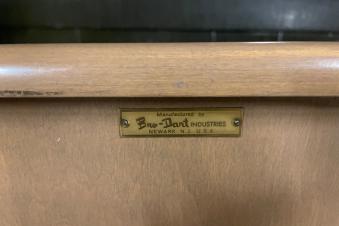 Manufactured by
Bro-Dart INDUSTRIES
NEWARK N.J. U.S.A.